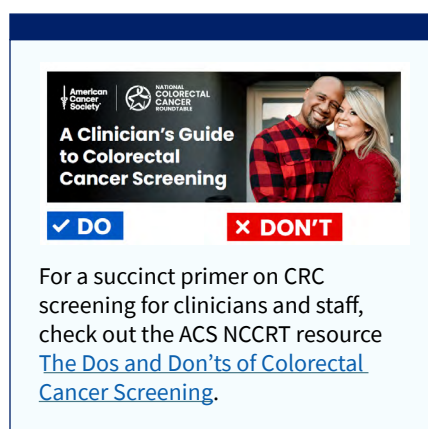 American
Cancer
Society
NATIONAL
COLORECTAL
CANCER
ROUNDTABLE
A Clinician's Guide
to Colorectal
Cancer Screening
✓ DO
× DON'T
For a succinct primer on CRC
screening for clinicians and staff,
check out the ACS NCCRT resource
The Dos and Don'ts of Colorectal
Cancer Screening.